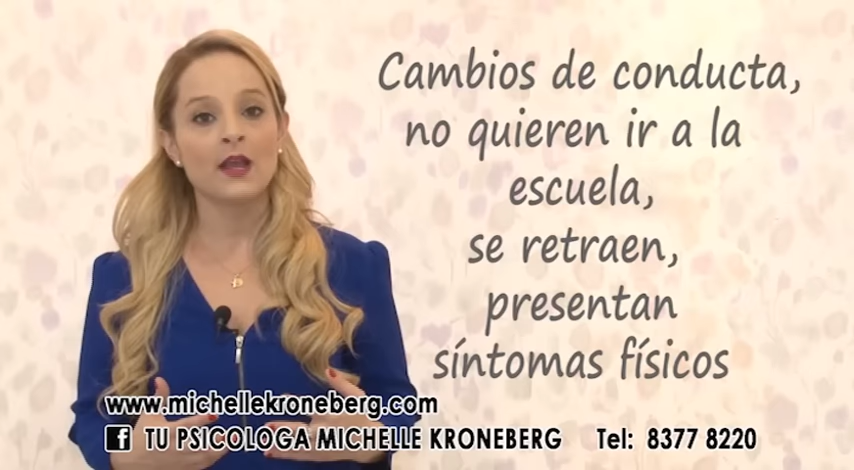 Cambios de conducta,
no quieren ir a la
escuela,
se retraen,
presentan
síntomas físicos
www.michellekroneberg.com
TU PSICOLOGA MICHELLE KRONEBERG Tel: 8377 8220